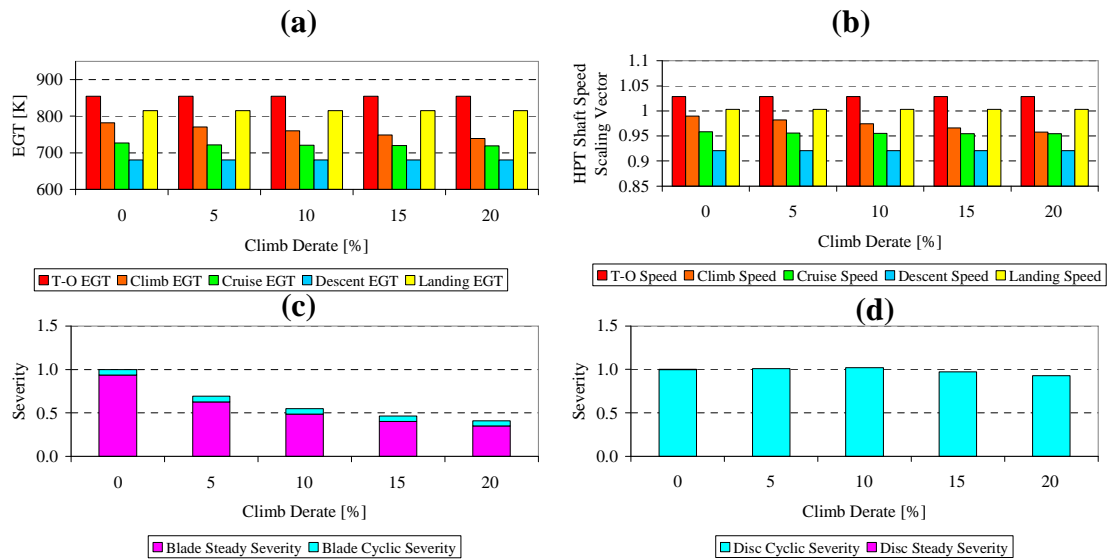 (a)
900
800
700
600
EGT [K]
0 5 10 15 20
Climb Derate [%]
T-O EGT Climb EGT Cruise EGT Descent EGT Landing EGT
(b)
1.1
1.05
1
0.95
0.9
0.85
HPT Shaft Speed
Scaling Vector
0 5 10 15 20
Climb Derate [%]
T-O Speed Climb Speed Cruise Speed Descent Speed Landing Speed
(c)
1.5
1.0
0.5
0.0
Severity
0 5 10 15 20
Climb Derate [%]
Blade Steady Severity Blade Cyclic Severity
(d)
1.5
1.0
0.5
0.0
Severity
0 5 10 15 20
Climb Derate [%]
Disc Cyclic Severity Disc Steady Severity